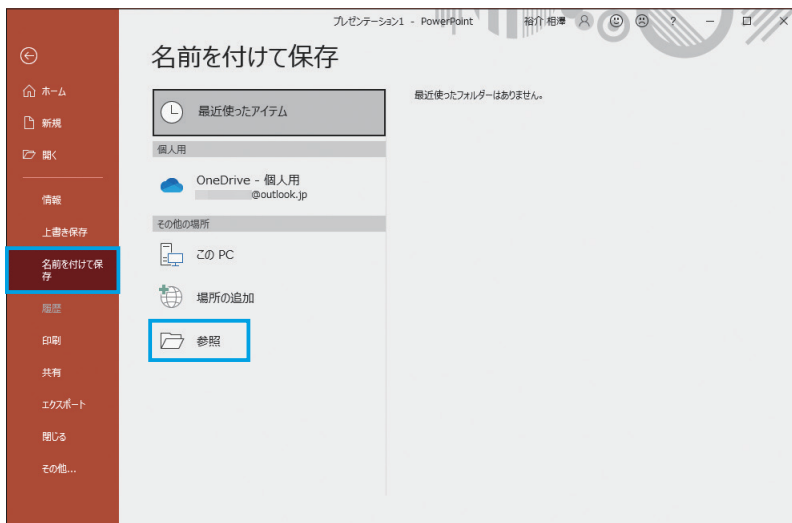 プレゼンテーション1 - PowerPoint
裕介 相澤
?
名前を付けて保存
ホーム
新規
開く
情報
上書き保存
名前を付けて保
存
履歴
印刷
共有
エクスポート
閉じる
その他...
最近使ったアイテム
個人用
OneDrive - 個人用
@outlook.jp
その他の場所
この PC
場所の追加
参照
最近使ったフォルダーはありません。